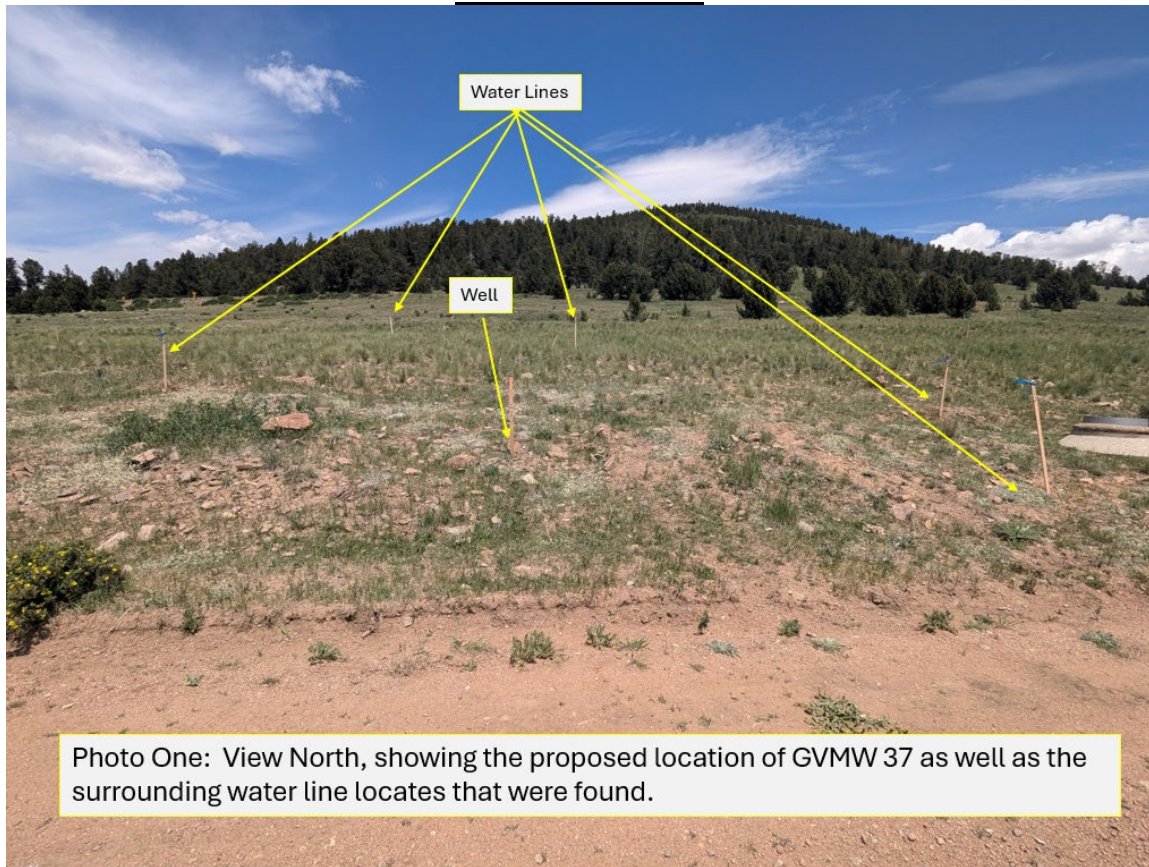 Water Lines
Well
Photo One:  View North, showing the proposed location of GVMW 37 as well as the
surrounding water line locates that were found.